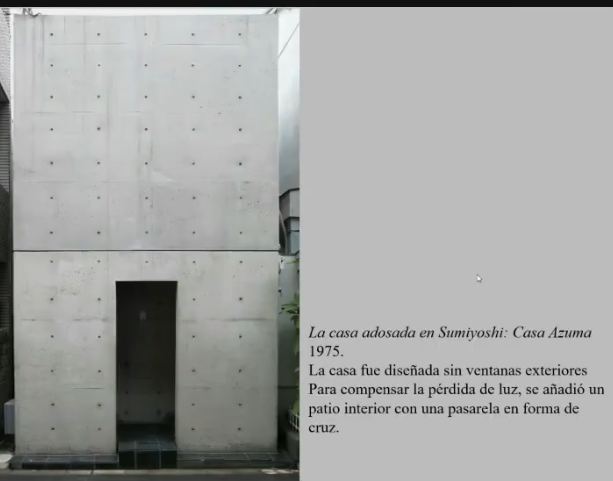 La casa adosada en Sumiyoshi: Casa Azuma
1975.
La casa fue diseñada sin ventanas exteriores
Para compensar la pérdida de luz, se añadió un
patio interior con una pasarela en forma de
cruz.